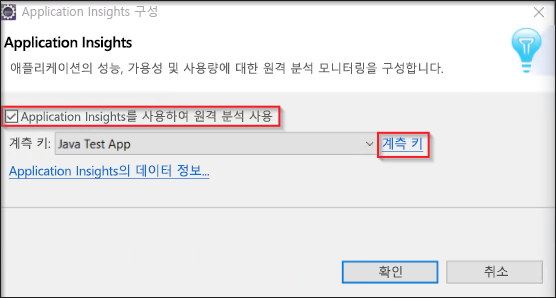 Application Insights 구성
Application Insights
애플리케이션의 성능, 가용성 및 사용량에 대한 원격 분석 모니터링을 구성합니다.
Application Insights를 사용하여 원격 분석 사용
계측 키: Java Test App 계측 키
Application Insights의 데이터 정보...
확인 취소